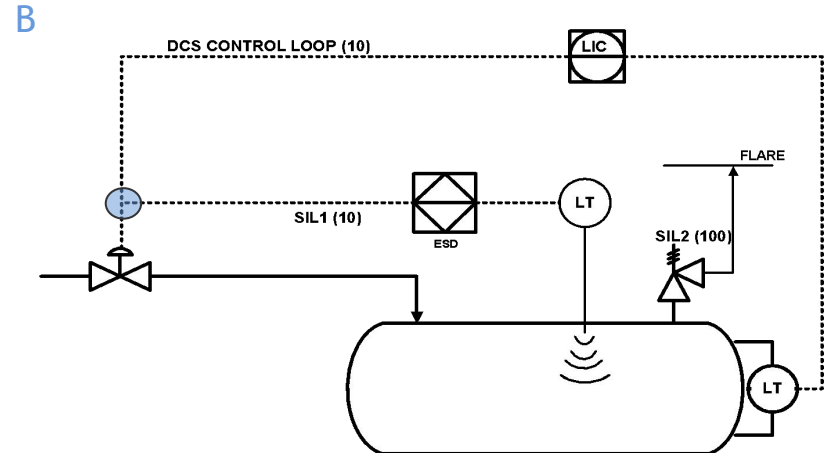 B
DCS CONTROL LOOP (10)
LIC
FLARE
LT
SIL1 (10)
ESD
SIL2 (100)
LT